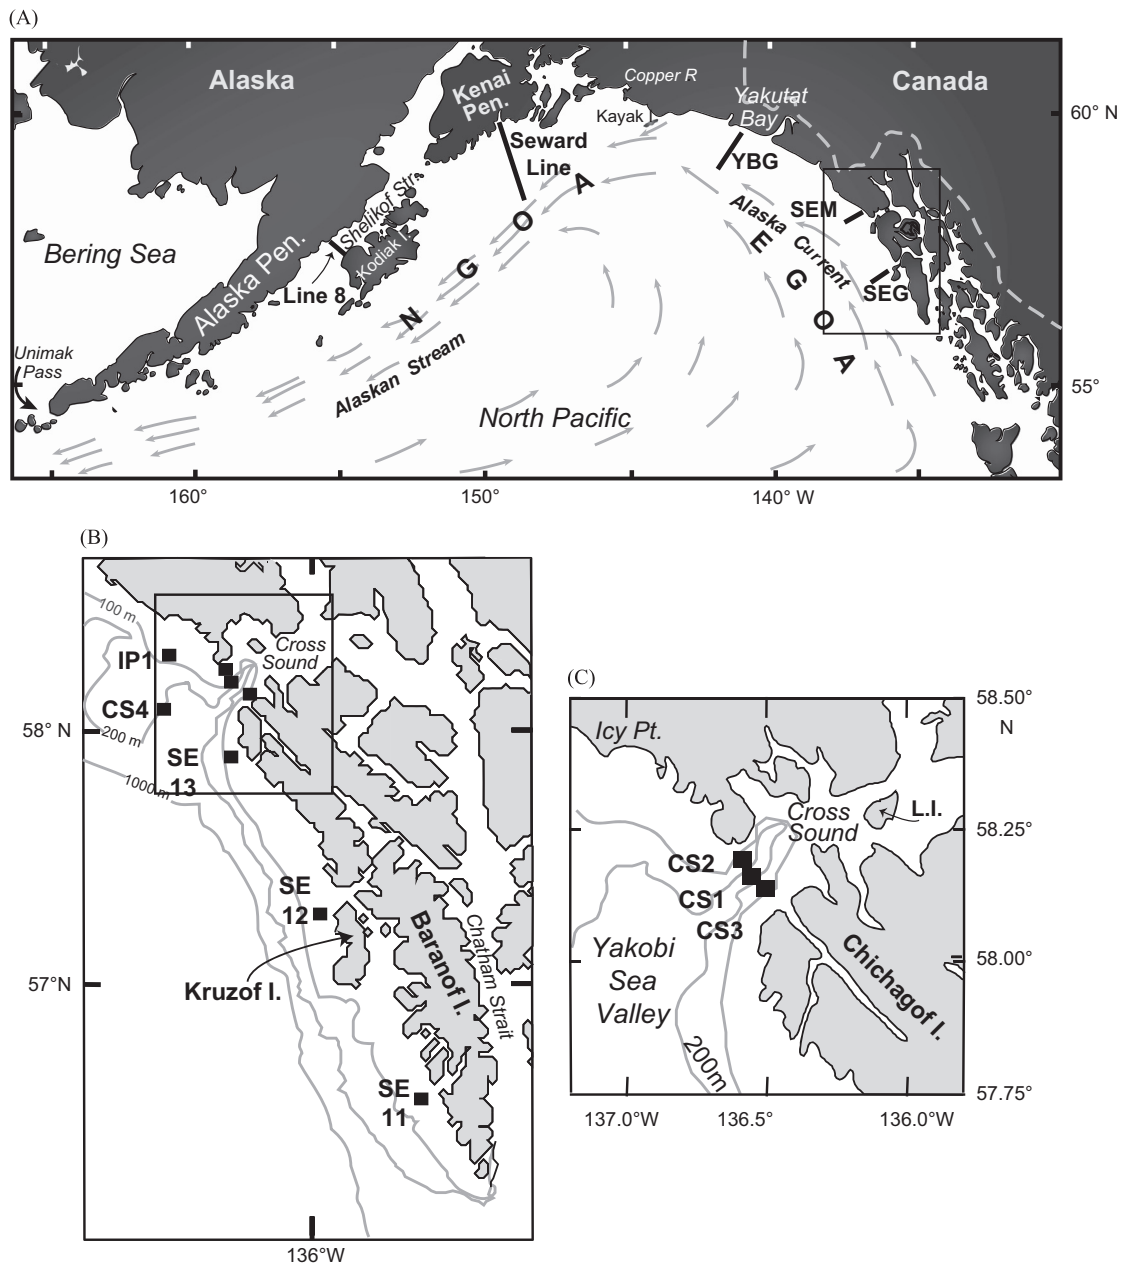 (A)
Alaska
Kenai
Pen.
Copper R
Canada
Yakutat
Bay
60° N
Kayak I
Seward
Line
YBG
A
O
G
N
Shelikof Str.
Kodiak I.
Line 8
Alaska Pen.
Bering Sea
SEM
Alaska Current
SEG
E
G
O
A
Unimak
Pass
Alaskan Stream
North Pacific
55°
160°
150°
140° W
(B)
100 m
IP1
Cross
Sound
CS4
58° N
200 m
SE
13
1000 m
SE
12
Baranof I.
Chatham Strait
57°N
Kruzof I.
SE
11
136°W
(C)
58.50°
N
Icy Pt.
L.I.
Cross
Sound
58.25°
CS2
CS1
CS3
Yakobi
Sea
Valley
Chichagof I.
58.00°
200m
57.75°
137.0°W
136.5°
136.0°W